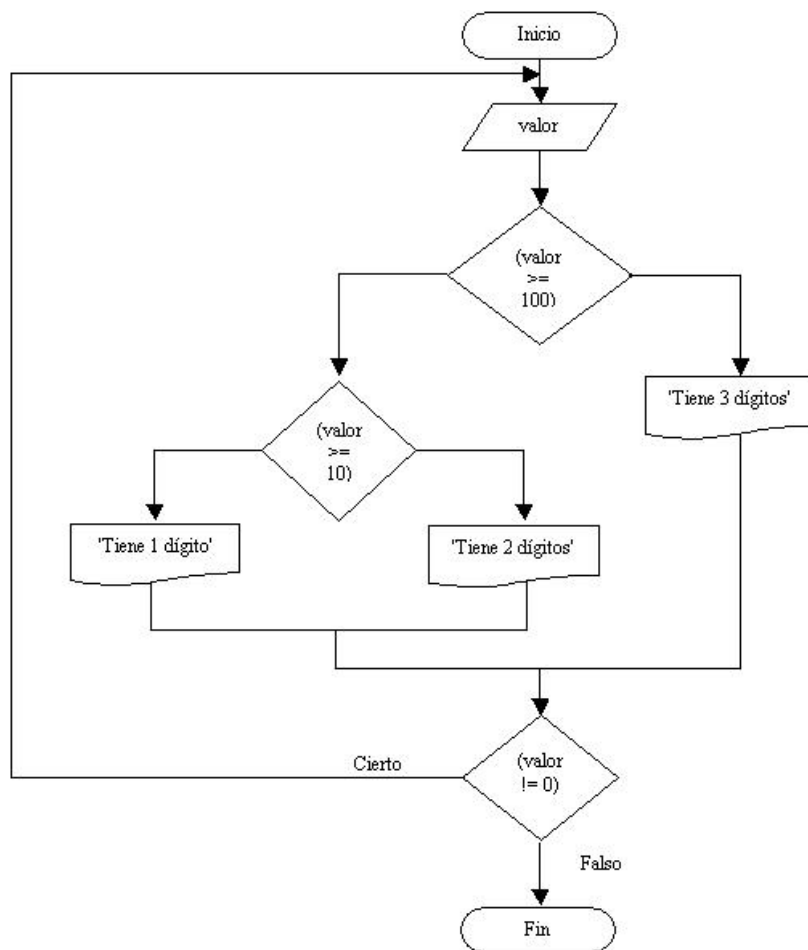 Inicio
valor
(valor
>=
100)
'Tiene 3 dígitos'
(valor
>=
10)
'Tiene 1 dígito'
'Tiene 2 dígitos'
Cierto
(valor
!= 0)
Falso
Fin